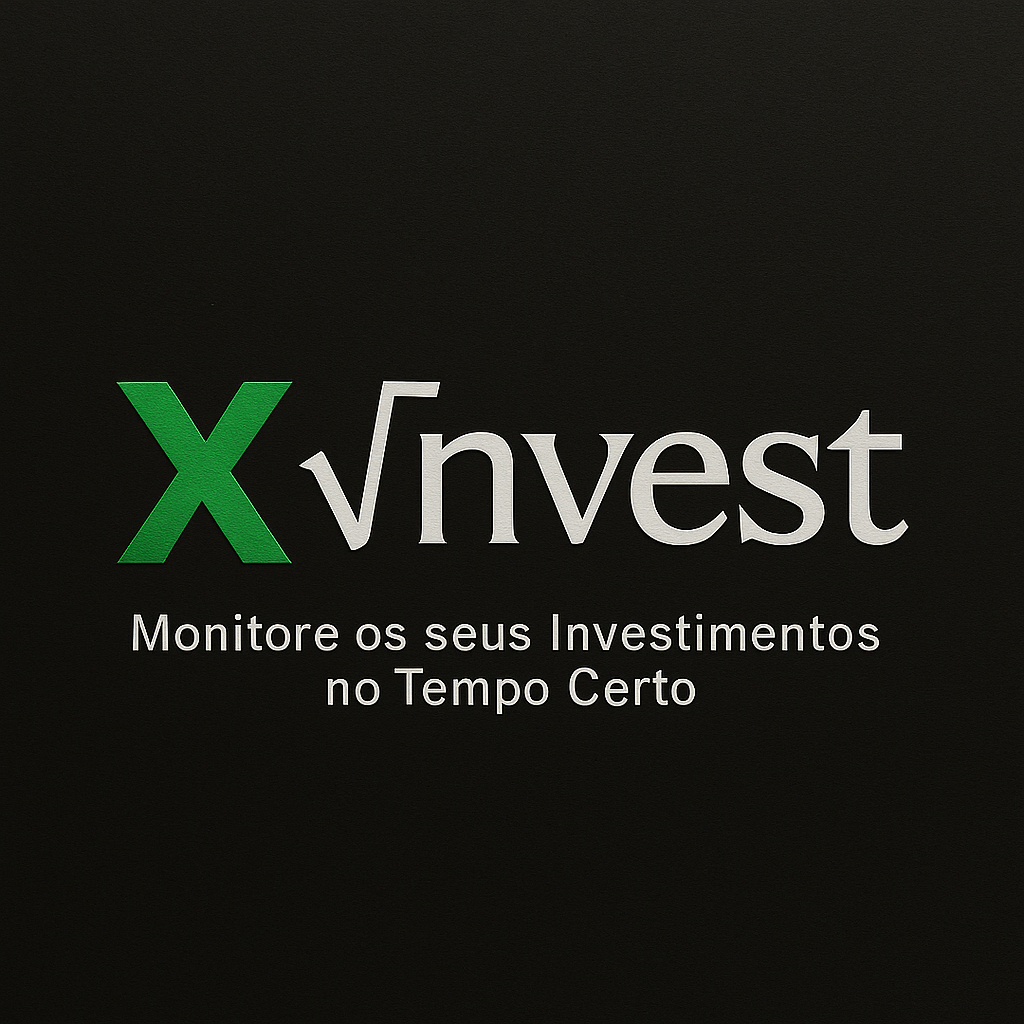 X√nvest
Monitore os seus Investimentos
no Tempo Certo